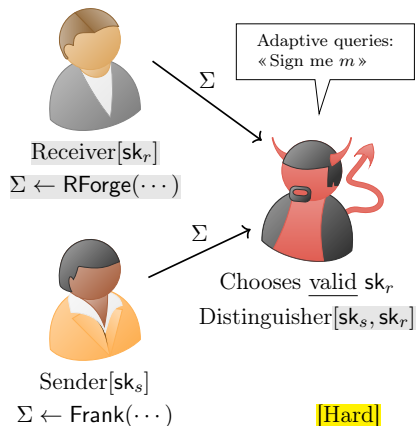 Adaptive queries:
«Sign me m»
Σ
Receiver[sk_r]
Σ ← RForge(···)
Σ
Chooses valid sk_r
Distinguisher[sk_s, sk_r]
Sender[sk_s]
Σ ← Frank(···)
[Hard]